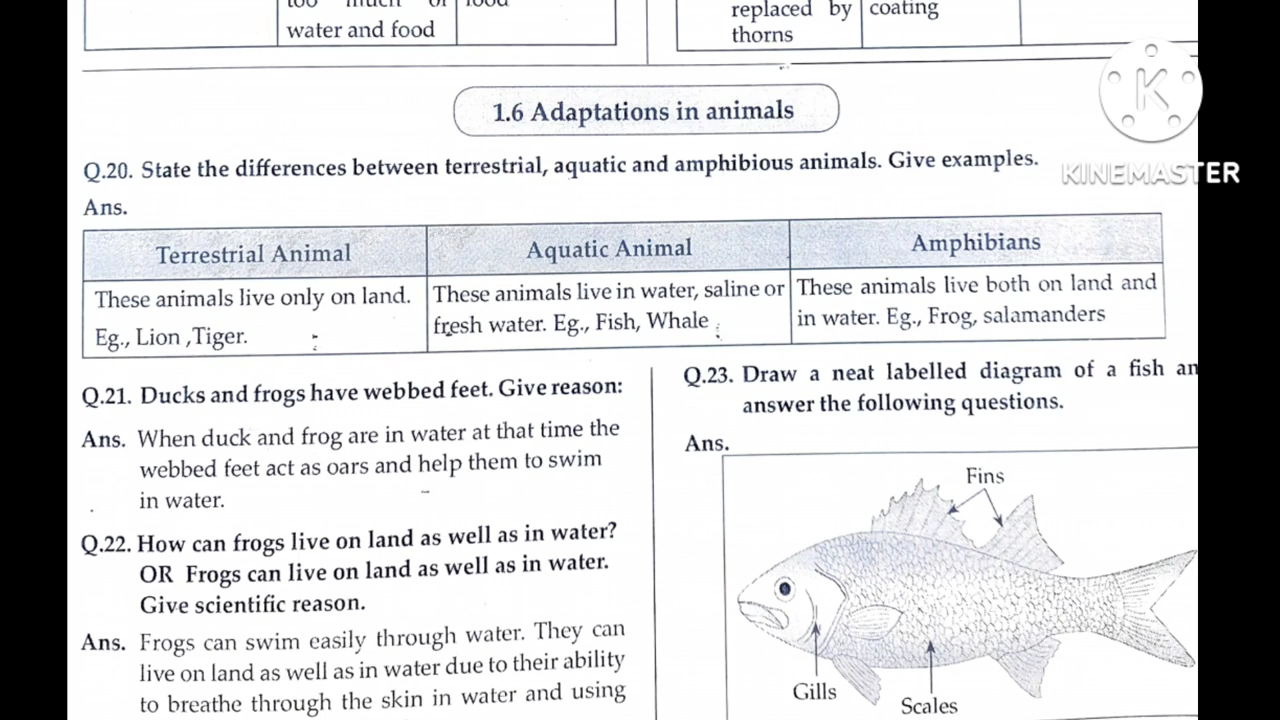 too much or food
water and food
replaced by coating
thorns
1.6 Adaptations in animals
K
KINEMASTER
Q.20. State the differences between terrestrial, aquatic and amphibious animals. Give examples.
Ans.
Terrestrial Animal Aquatic Animal Amphibians
These animals live only on land.
Eg., Lion ,Tiger.
These animals live in water, saline or
fresh water. Eg., Fish, Whale
These animals live both on land and
in water. Eg., Frog, salamanders
Q.21. Ducks and frogs have webbed feet. Give reason:
Ans. When duck and frog are in water at that time the
webbed feet act as oars and help them to swim
in water.
Q.22. How can frogs live on land as well as in water?
OR Frogs can live on land as well as in water.
Give scientific reason.
Ans. Frogs can swim easily through water. They can
live on land as well as in water due to their ability
to breathe through the skin in water and using
Q.23. Draw a neat labelled diagram of a fish an
answer the following questions.
Ans.
Fins
Gills
Scales